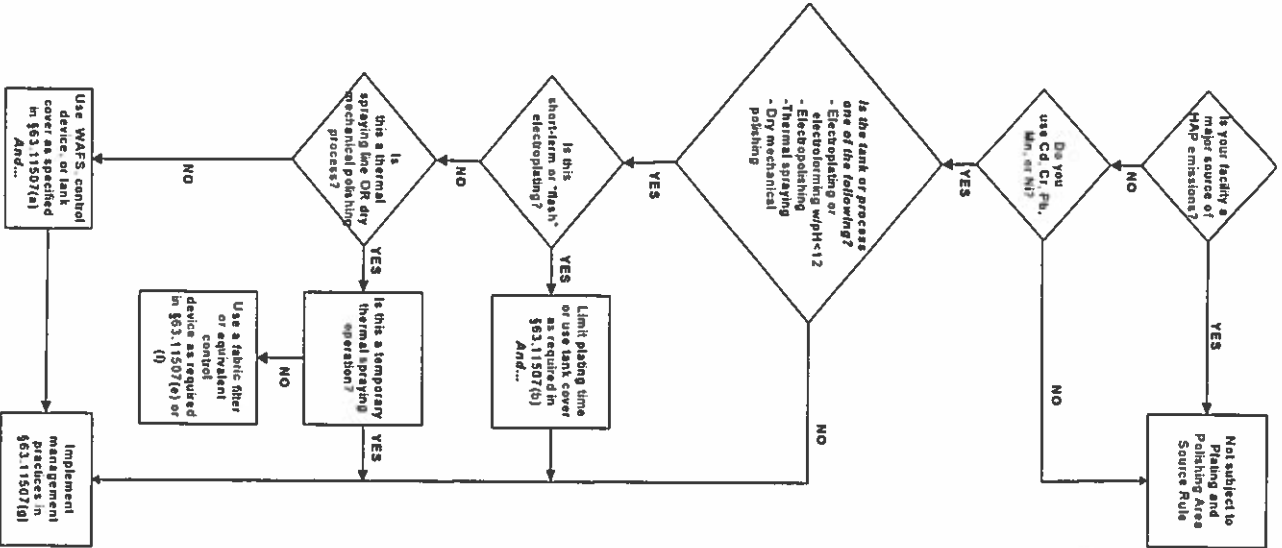 Is your facility a
major source of
HAP emissions?
YES
Not subject to
Plating and
Polishing Area
Source Rule
NO
Do you
use Cd, Cr, Pb,
Mn, or Ni?
NO
YES
Is the tank or process
one of the following?
- Electroplating or
electroforming w/pH<12
- Electropolishing
- Thermal spraying
- Dry mechanical
polishing
NO
YES
Is this
short-term or "flash"
electroplating?
YES
Limit plating time
or use tank cover
as required in
§63.11507(b)
And...
NO
Is
this a thermal
spraying line OR dry
mechanical polishing
process?
YES
Is this a temporary
thermal spraying
operation?
YES
NO
Use a fabric filter
or equivalent
control
device as required
in §63.11507(e) or
(f)
NO
Use WAFS, control
device, or tank
cover as specified
in §63.11507(a)
And...
Implement
management
practices in
§63.11507(g)